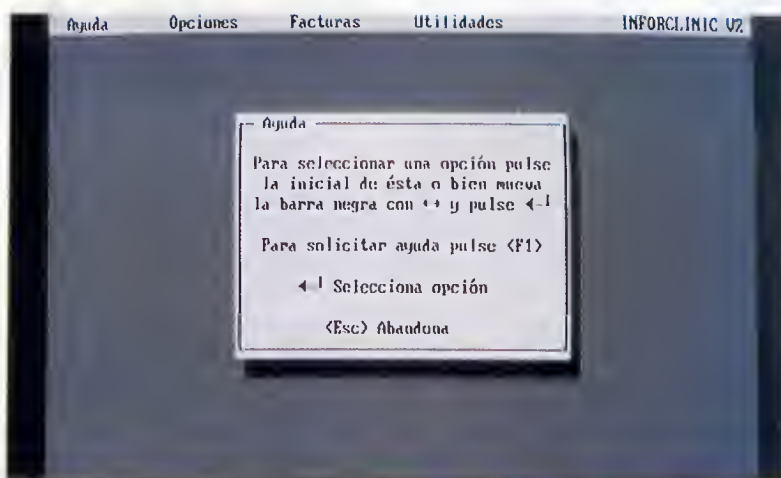 Ayuda Opciones Facturas Utilidades INFORCLINIC V2
Ayuda
Para seleccionar una opción pulse
la inicial de ésta o bien mueva
la barra negra con ↔ y pulse ◄┘
Para solicitar ayuda pulse <F1>
◄┘ Selecciona opción
<Esc> Abandona